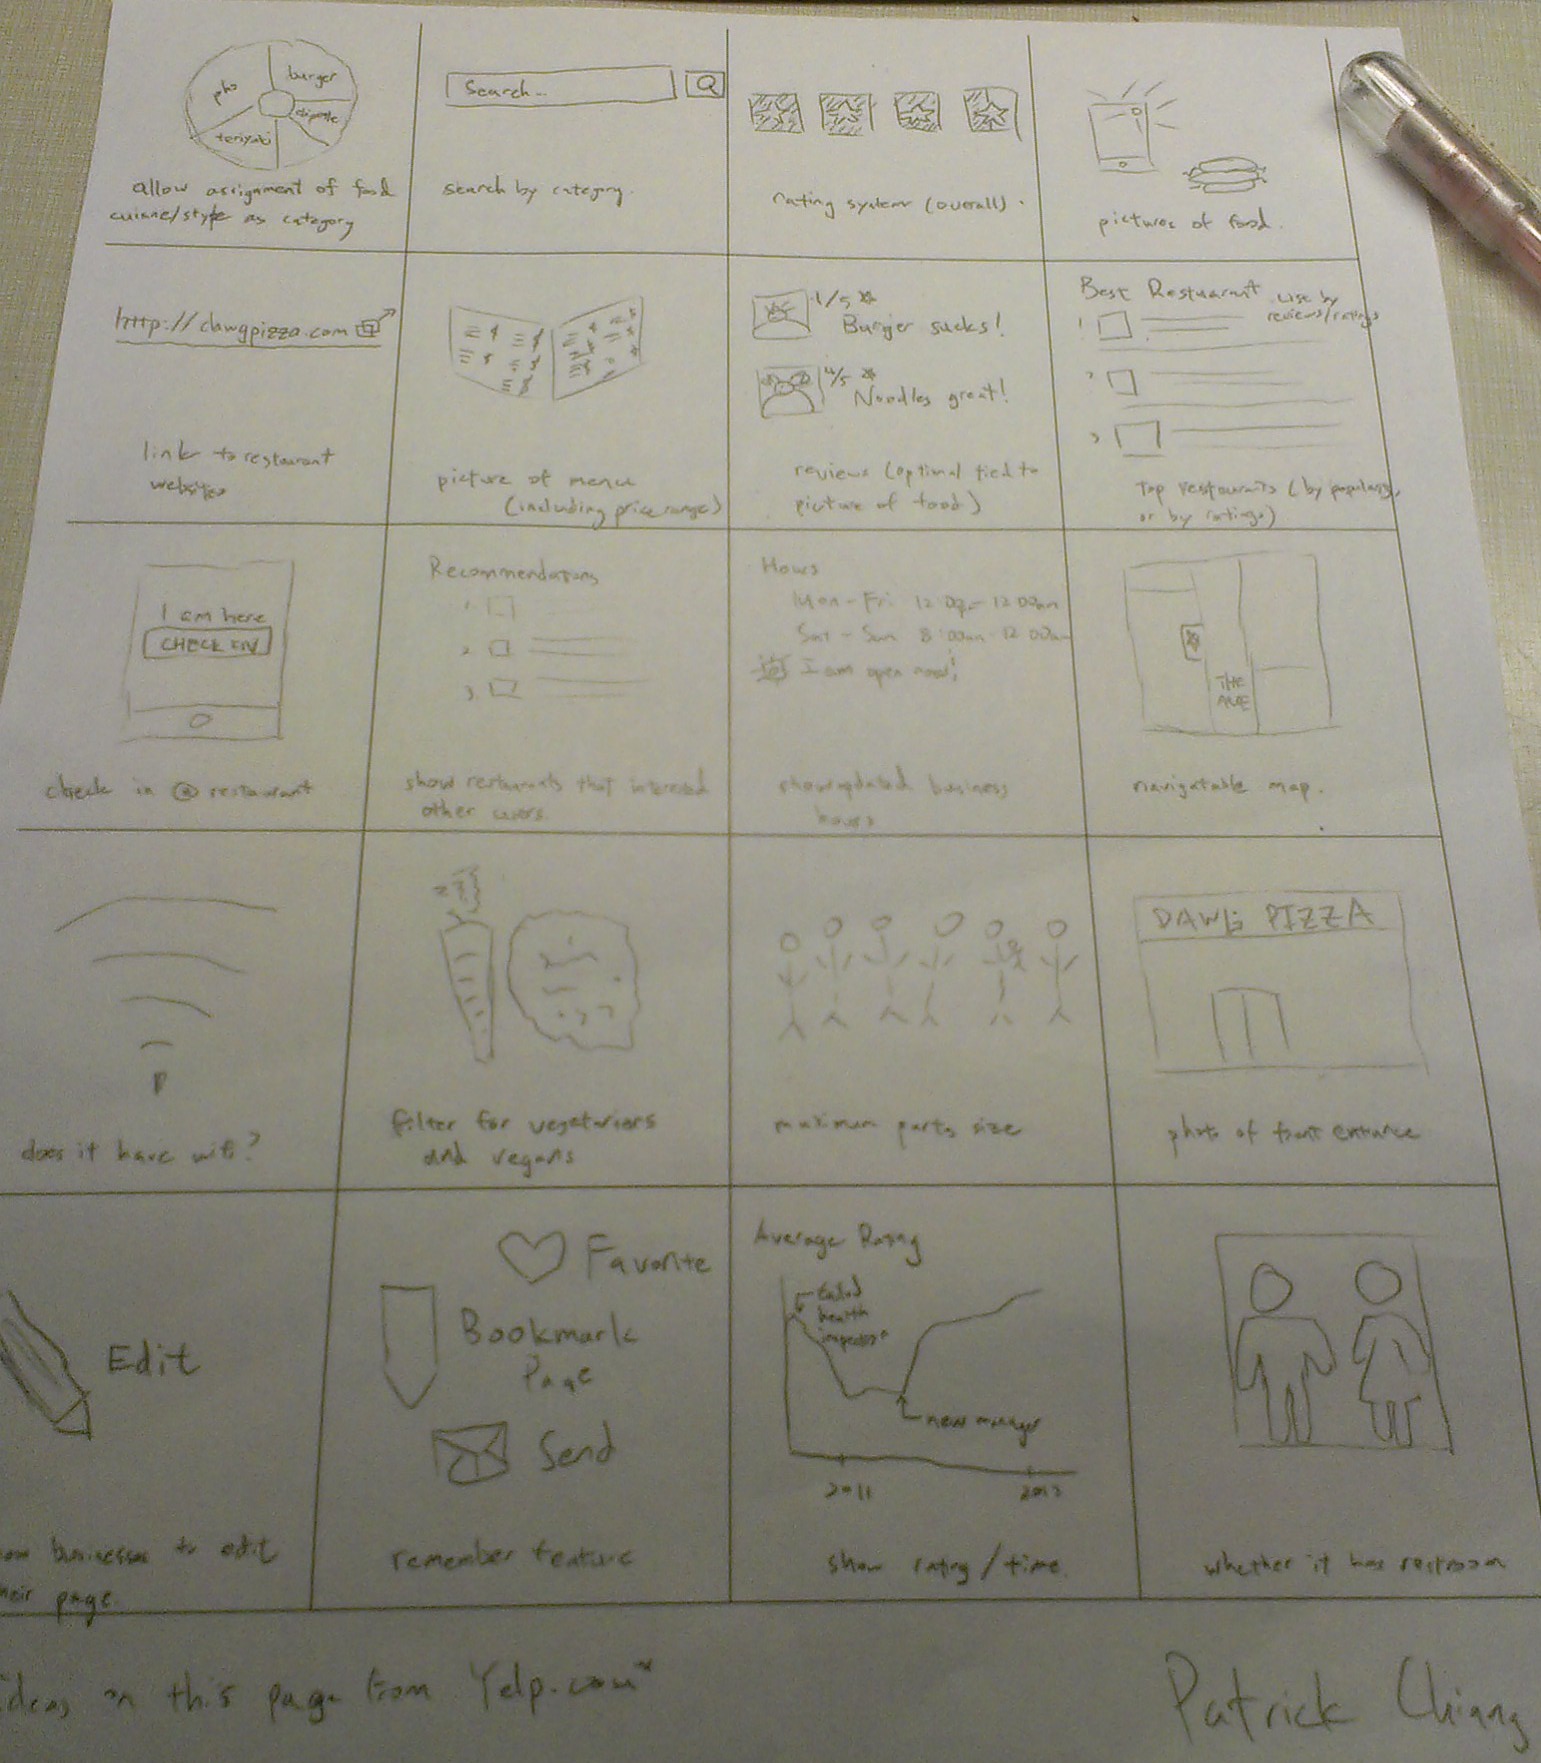 pho
burger
teriyaki
allow assignment of food
cuisine/style as category
Search..
search by category.
rating system (overall).
pictures of food.
http://dawgpizza.com
link to restaurant
websites
picture of menu
(including price range)
1/5
Burger sucks!
4/5
Noodles great!
reviews (optional tied to
picture of food)
Best Restuarant
List by
reviews/ratings
1
2
3
top restaurants (by popularity,
or by ratings)
I am here
CHECK IN
check in @ restaurant
Recommendations
1.
2
3
show restaurants that interested
other users.
Hours
Mon - Fri 12:00p - 12:00am
Sat - Sun 8:00am - 12:00am
I am open now!
show updated business
hours
THE
AVE
navigatable map.
does it have wifi?
filter for vegetarians
and vegans
maximum party size
DAWG PIZZA
photo of front entrance
Edit
businesses to edit
page.
Favorite
Bookmark
Page
Send
remember feature
Average Rating
failed
health
inspection
new manager
2011
show rating/time.
whether it has restroom
ideas on this page from Yelp.com
Patrick Chiang